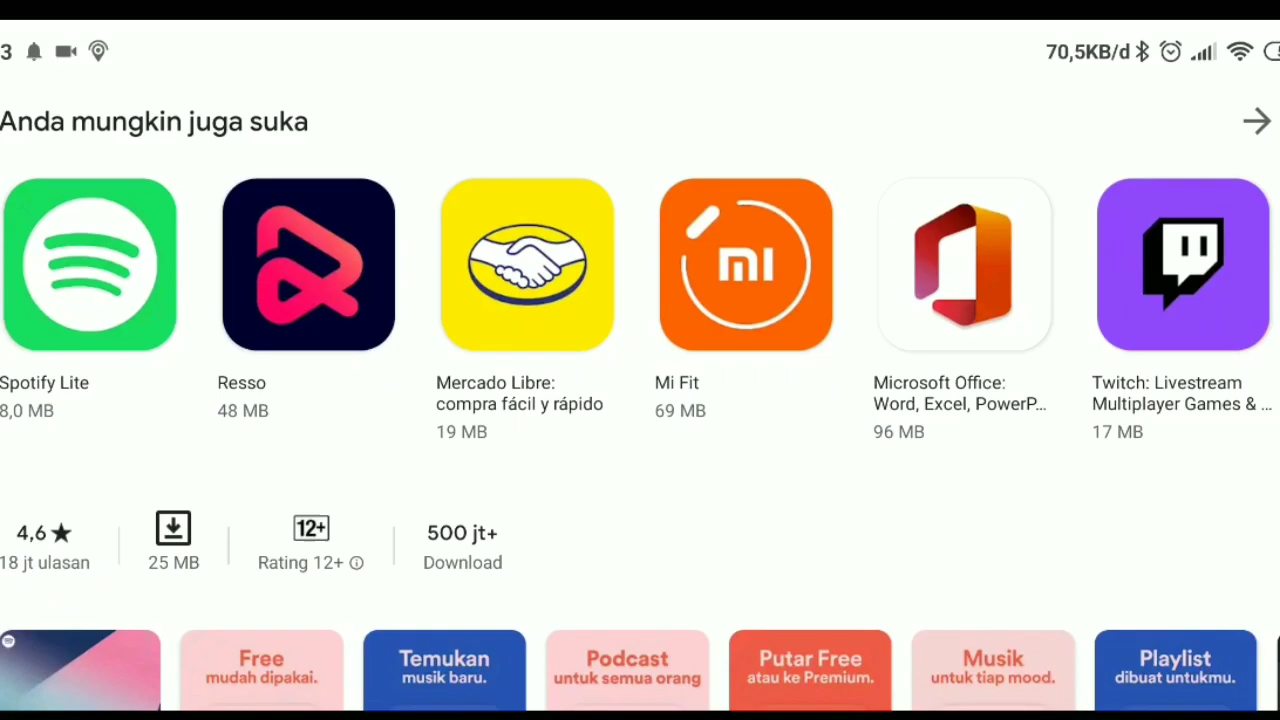 3
70,5KB/d
Anda mungkin juga suka
mı
Spotify Lite
8,0 MB
Resso
48 MB
Mercado Libre:
compra fácil y rápido
19 MB
Mi Fit
69 MB
Microsoft Office:
Word, Excel, PowerP...
96 MB
Twitch: Livestream
Multiplayer Games & ...
17 MB
4,6★
18 jt ulasan
25 MB
12+
Rating 12+
500 jt+
Download
Free
mudah dipakai.
Temukan
musik baru.
Podcast
untuk semua orang
Putar Free
atau ke Premium.
Musik
untuk tiap mood.
Playlist
dibuat untukmu.